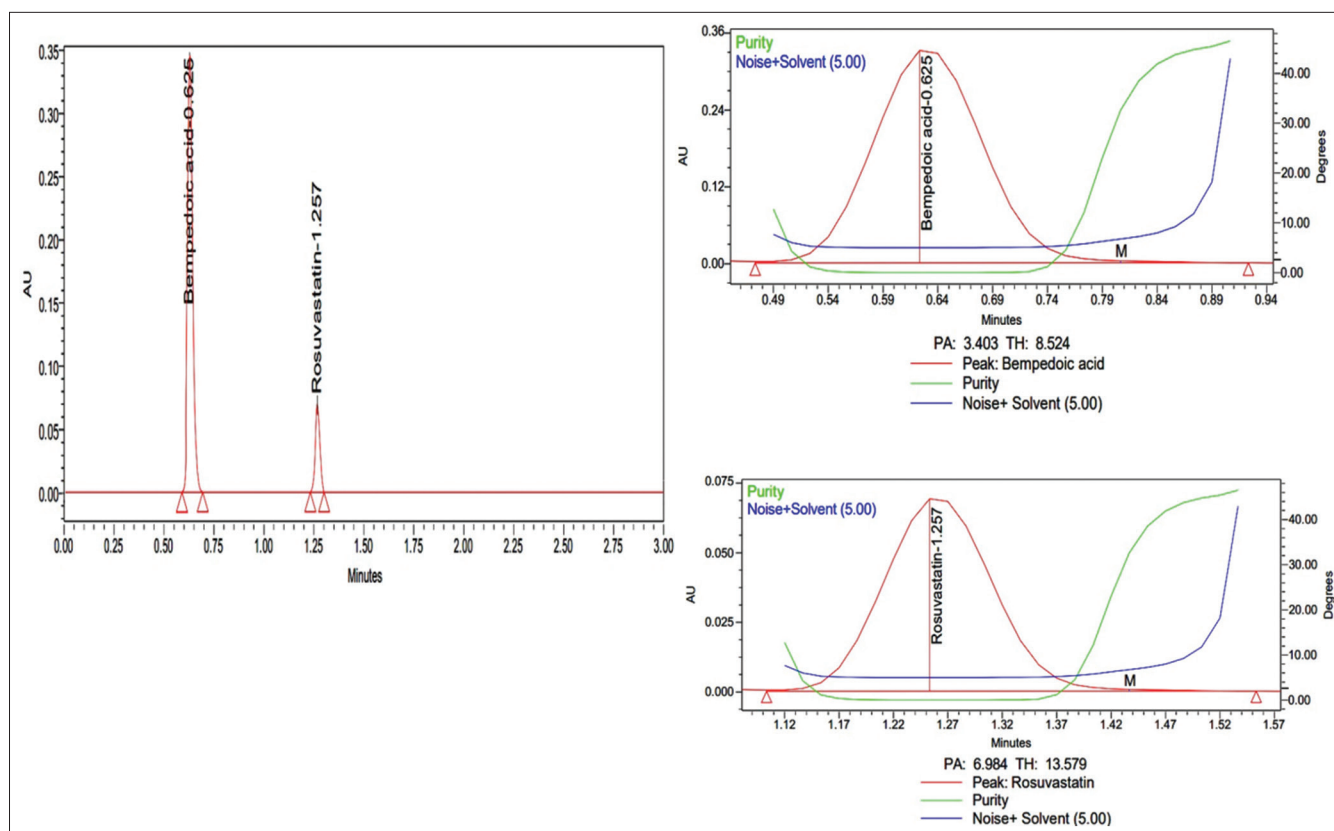 0.35
0.30
0.25
0.20
0.15
0.10
0.05
0.00
AU
Bempedoic acid-0.625
Rosuvastatin-1.257
0.00 0.25 0.50 0.75 1.00 1.25 1.50 1.75 2.00 2.25 2.50 2.75 3.00
Minutes
Purity
Noise+Solvent (5.00)
0.36
0.24
0.12
0.00
AU
Bempedoic acid-0.625
M
40.00
30.00
20.00
10.00
0.00
Degrees
0.49 0.54 0.59 0.64 0.69 0.74 0.79 0.84 0.89 0.94
Minutes
PA: 3.403 TH: 8.524
Peak: Bempedoic acid
Purity
Noise+ Solvent (5.00)
Purity
Noise+Solvent (5.00)
0.075
0.050
0.025
0.000
AU
Rosuvastatin-1.257
M
40.00
30.00
20.00
10.00
0.00
Degrees
1.12 1.17 1.22 1.27 1.32 1.37 1.42 1.47 1.52 1.57
Minutes
PA: 6.984 TH: 13.579
Peak: Rosuvastatin
Purity
Noise+ Solvent (5.00)